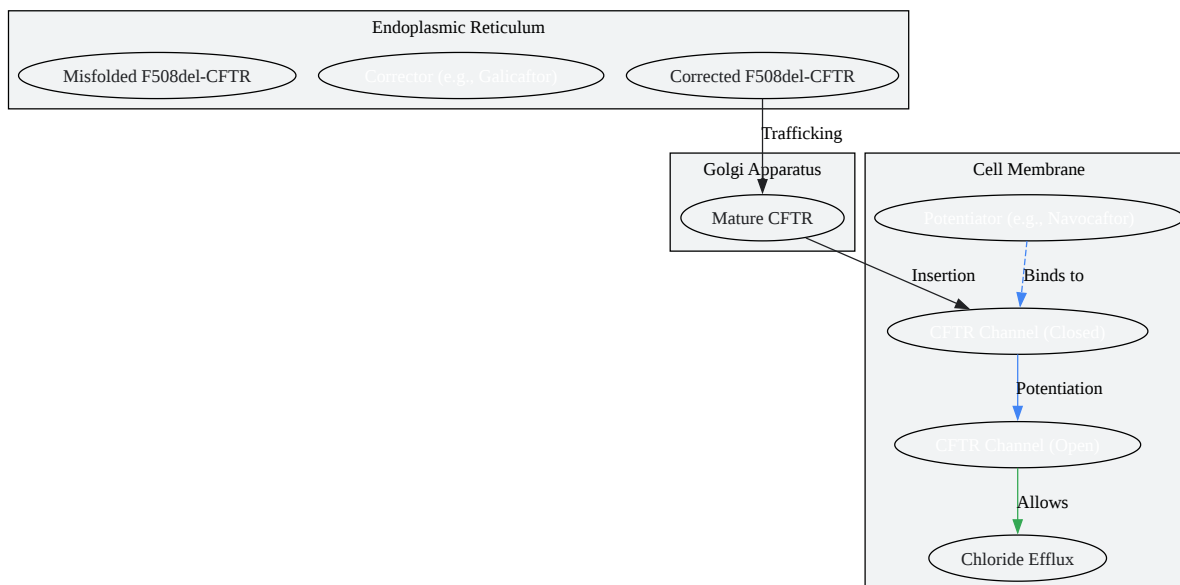 Endoplasmic Reticulum
Misfolded F508del-CFTR
Corrector (e.g., Galicaftor)
Corrected F508del-CFTR
Trafficking
Golgi Apparatus
Cell Membrane
Mature CFTR
Potentiator (e.g., Navocaftor)
Insertion
Binds to
CFTR Channel (Closed)
Potentiation
CFTR Channel (Open)
Allows
Chloride Efflux